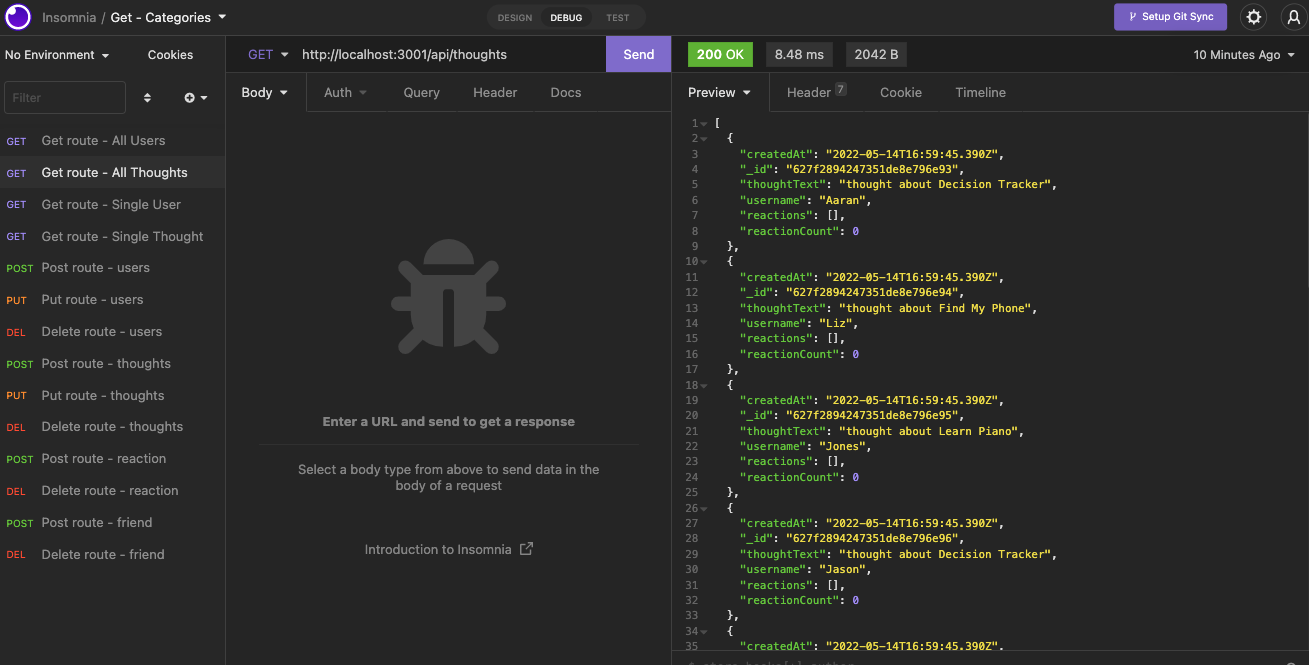 Insomnia / Get - Categories
DESIGN DEBUG TEST
Setup Git Sync
No Environment Cookies
Filter
GET Get route - All Users
GET Get route - All Thoughts
GET Get route - Single User
GET Get route - Single Thought
POST Post route - users
PUT Put route - users
DEL Delete route - users
POST Post route - thoughts
PUT Put route - thoughts
DEL Delete route - thoughts
POST Post route - reaction
DEL Delete route - reaction
POST Post route - friend
DEL Delete route - friend
GET http://localhost:3001/api/thoughts Send
Body Auth Query Header Docs
Enter a URL and send to get a response
Select a body type from above to send data in the
body of a request
Introduction to Insomnia
200 OK 8.48 ms 2042 B 10 Minutes Ago
Preview Header 7 Cookie Timeline
1 [
2 {
3 "createdAt": "2022-05-14T16:59:45.390Z",
4 "_id": "627f2894247351de8e796e93",
5 "thoughtText": "thought about Decision Tracker",
6 "username": "Aaran",
7 "reactions": [],
8 "reactionCount": 0
9 },
10 {
11 "createdAt": "2022-05-14T16:59:45.390Z",
12 "_id": "627f2894247351de8e796e94",
13 "thoughtText": "thought about Find My Phone",
14 "username": "Liz",
15 "reactions": [],
16 "reactionCount": 0
17 },
18 {
19 "createdAt": "2022-05-14T16:59:45.390Z",
20 "_id": "627f2894247351de8e796e95",
21 "thoughtText": "thought about Learn Piano",
22 "username": "Jones",
23 "reactions": [],
24 "reactionCount": 0
25 },
26 {
27 "createdAt": "2022-05-14T16:59:45.390Z",
28 "_id": "627f2894247351de8e796e96",
29 "thoughtText": "thought about Decision Tracker",
30 "username": "Jason",
31 "reactions": [],
32 "reactionCount": 0
33 },
34 {
35 "createdAt": "2022-05-14T16:59:45.390Z",